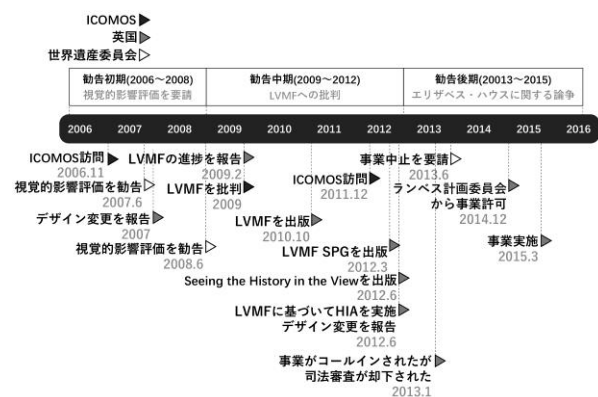 ICOMOS
英国
世界遺産委員会
勧告初期(2006～2008)
視覚的影響評価を要請
勧告中期(2009～2012)
LVMFへの批判
勧告後期(20013～2015)
エリザベス・ハウスに関する論争
2006 2007 2008 2009 2010 2011 2012 2013 2014 2015 2016
ICOMOS訪問
2006.11
視覚的影響評価を勧告
2007.6
デザイン変更を報告
2007
視覚的影響評価を勧告
2008.6
LVMFの進捗を報告
2009.2
LVMFを批判
2009
LVMFを出版
2010.10
ICOMOS訪問
2011.12
LVMF SPGを出版
2012.3
Seeing the History in the Viewを出版
2012.6
LVMFに基づいてHIAを実施
デザイン変更を報告
2012.6
事業がコールインされたが
司法審査が却下された
2013.1
事業中止を要請
2013.6
ランベス計画委員会
から事業許可
2014.12
事業実施
2015.3